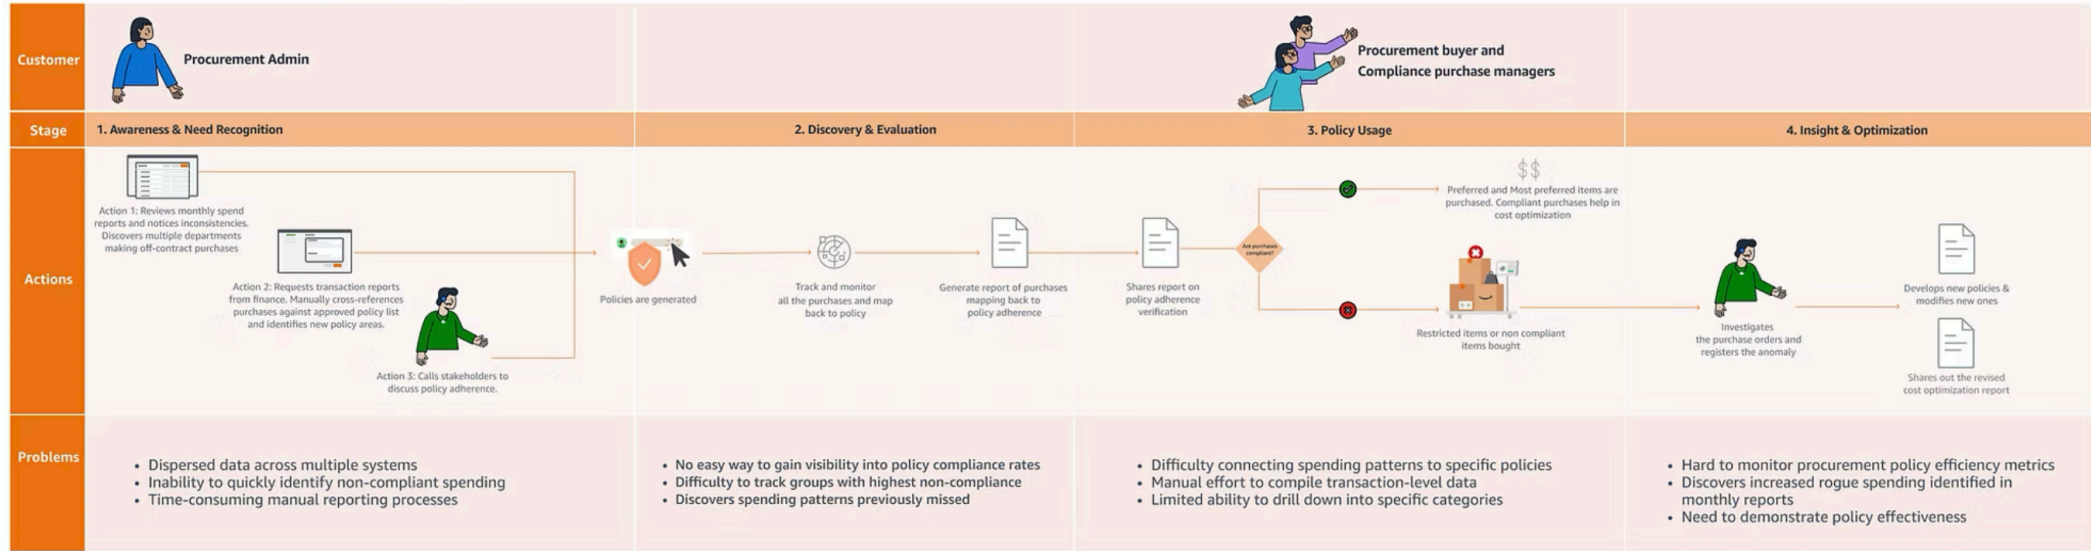 Customer
Procurement Admin
Procurement buyer and
Compliance purchase managers
Stage
1. Awareness & Need Recognition
2. Discovery & Evaluation
3. Policy Usage
4. Insight & Optimization
Actions
Action 1: Reviews monthly spend
reports and notices inconsistencies.
Discovers multiple departments
making off-contract purchases
Action 2: Requests transaction reports
from finance. Manually cross-references
purchases against approved policy list
and identifies new policy areas.
Action 3: Calls stakeholders to
discuss policy adherence.
Policies are generated
Track and monitor
all the purchases and map
back to policy
Generate report of purchases
mapping back to
policy adherence
Shares report on
policy adherence
verification
Are purchases
compliant?
$$
Preferred and Most preferred items are
purchased. Compliant purchases help in
cost optimization
Restricted items or non compliant
items bought
Investigates
the purchase orders and
registers the anomaly
Develops new policies &
modifies new ones
Shares out the revised
cost optimization report
Problems
• Dispersed data across multiple systems
• Inability to quickly identify non-compliant spending
• Time-consuming manual reporting processes
• No easy way to gain visibility into policy compliance rates
• Difficulty to track groups with highest non-compliance
• Discovers spending patterns previously missed
• Difficulty connecting spending patterns to specific policies
• Manual effort to compile transaction-level data
• Limited ability to drill down into specific categories
• Hard to monitor procurement policy efficiency metrics
• Discovers increased rogue spending identified in
monthly reports
• Need to demonstrate policy effectiveness